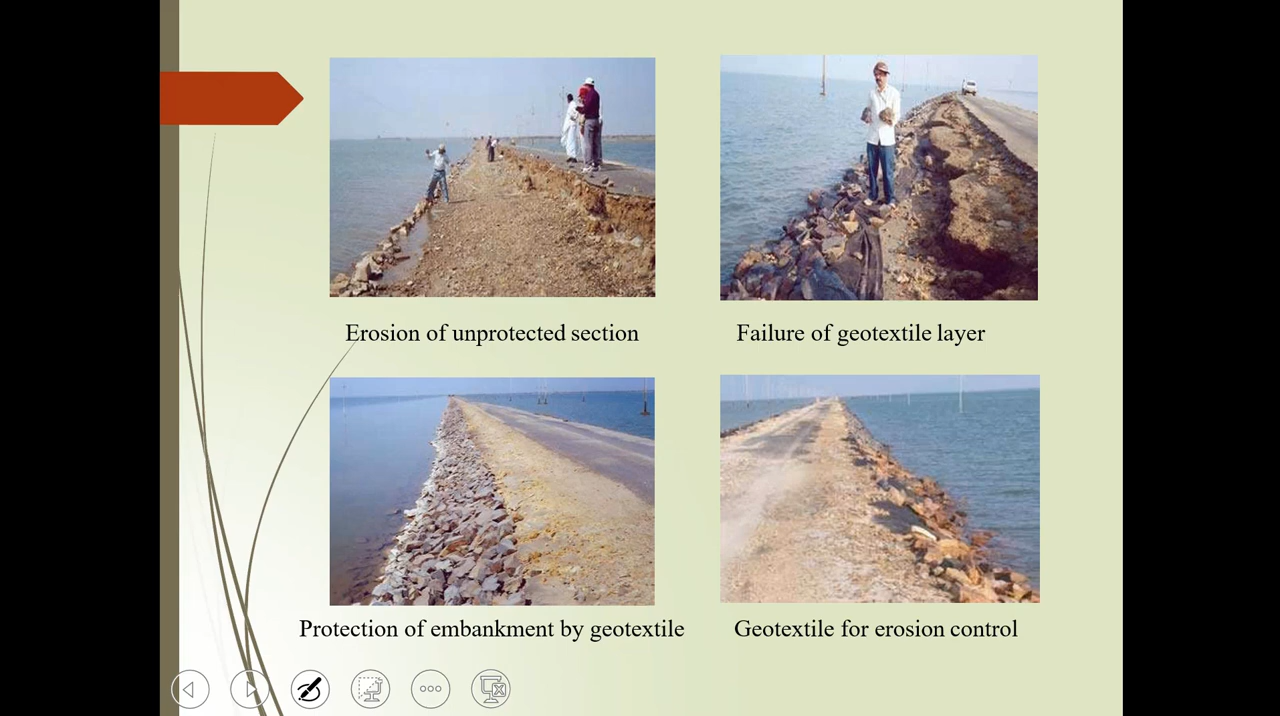 Erosion of unprotected section
Failure of geotextile layer
Protection of embankment by geotextile
Geotextile for erosion control